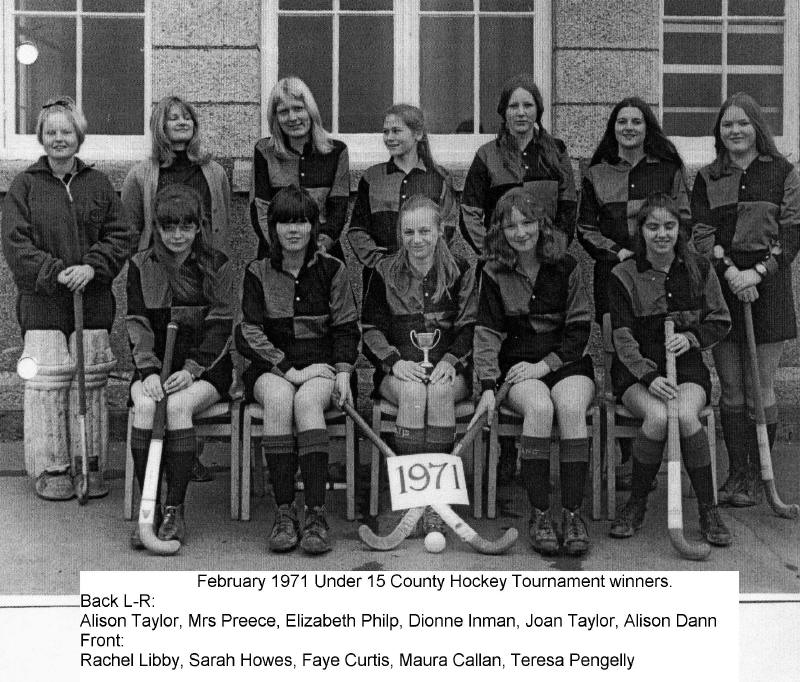 1971
February 1971 Under 15 County Hockey Tournament winners.
Back L-R:
Alison Taylor, Mrs Preece, Elizabeth Philp, Dionne Inman, Joan Taylor, Alison Dann
Front:
Rachel Libby, Sarah Howes, Faye Curtis, Maura Callan, Teresa Pengelly